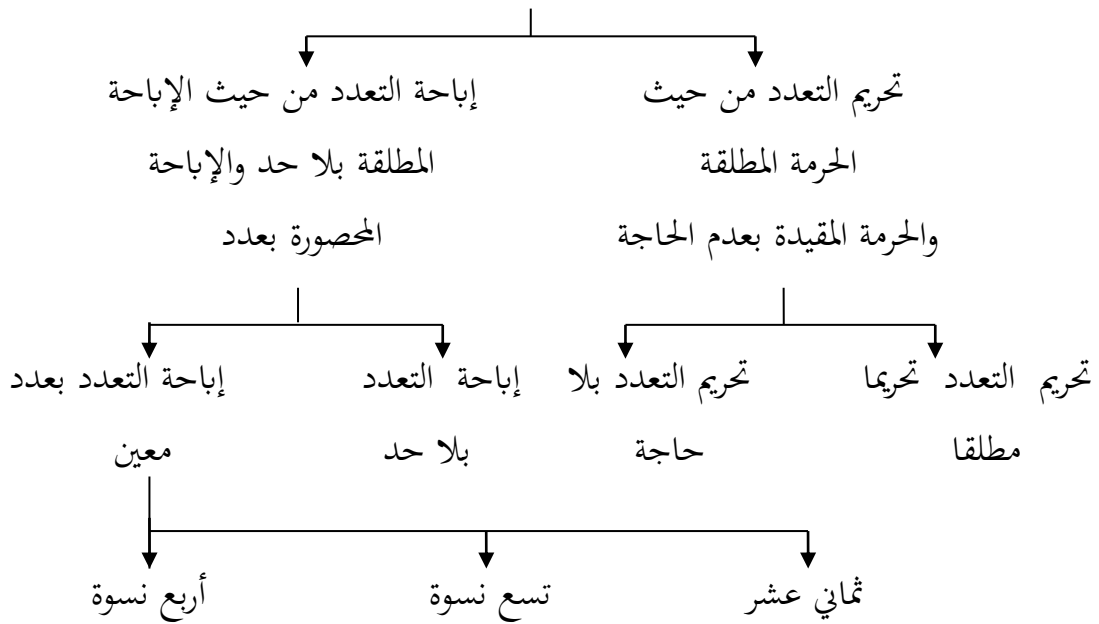 تحريم التعدد من حيث
الحرمة المطلقة
والحرمة المقيدة بعدم الحاجة
إباحة التعدد من حيث الإباحة
المطلقة بلا حد والإباحة
المحصورة بعدد
تحريم التعدد تحريما
مطلقا
تحريم التعدد بلا
حاجة
إباحة التعدد
بلا حد
إباحة التعدد بعدد
معين
ثماني عشر
تسع نسوة
أربع نسوة